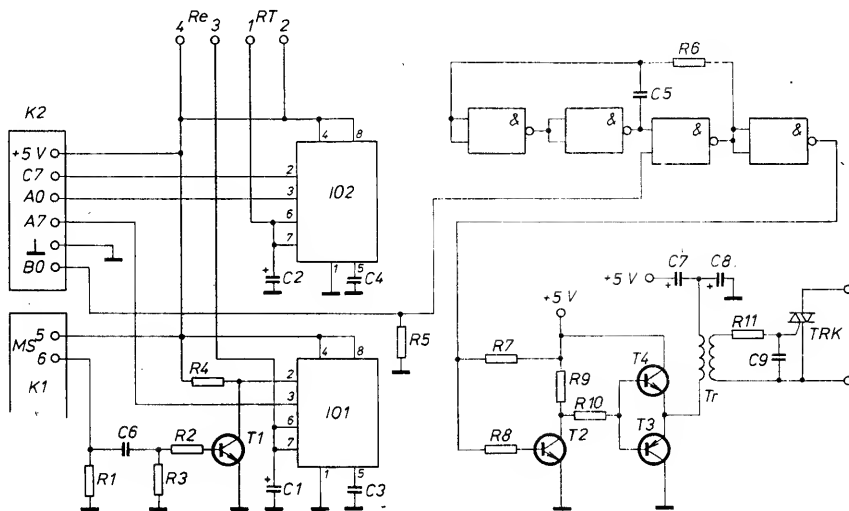 4 Re 3 1 RT 2
K2
+5 V
C7
A0
A7
B0
4 8
2
3
6
7
1 5
IO2
C2
C4
MS 5
6
K1
R4
R5
4 8
2
3
6
7
1 5
IO1
C6
R2
T1
R1
R3
C1
C3
R6
C5
&
&
&
&
C7 C8
+5 V
+5 V
R11
TRK
C9
Tr
R7
R9
T4
R10
R8
T2
T3